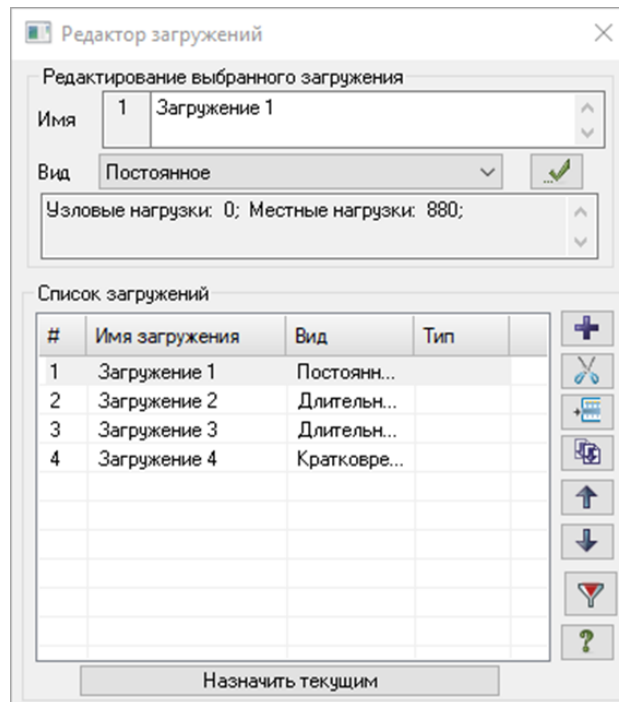 Редактор загружений
Редактирование выбранного загружения
Имя 1 Загружение 1
Вид Постоянное
Узловые нагрузки: 0; Местные нагрузки: 880;
Список загружений
# Имя загружения Вид Тип
1 Загружение 1 Постоянн...
2 Загружение 2 Длительн...
3 Загружение 3 Длительн...
4 Загружение 4 Кратковре...
Назначить текущим